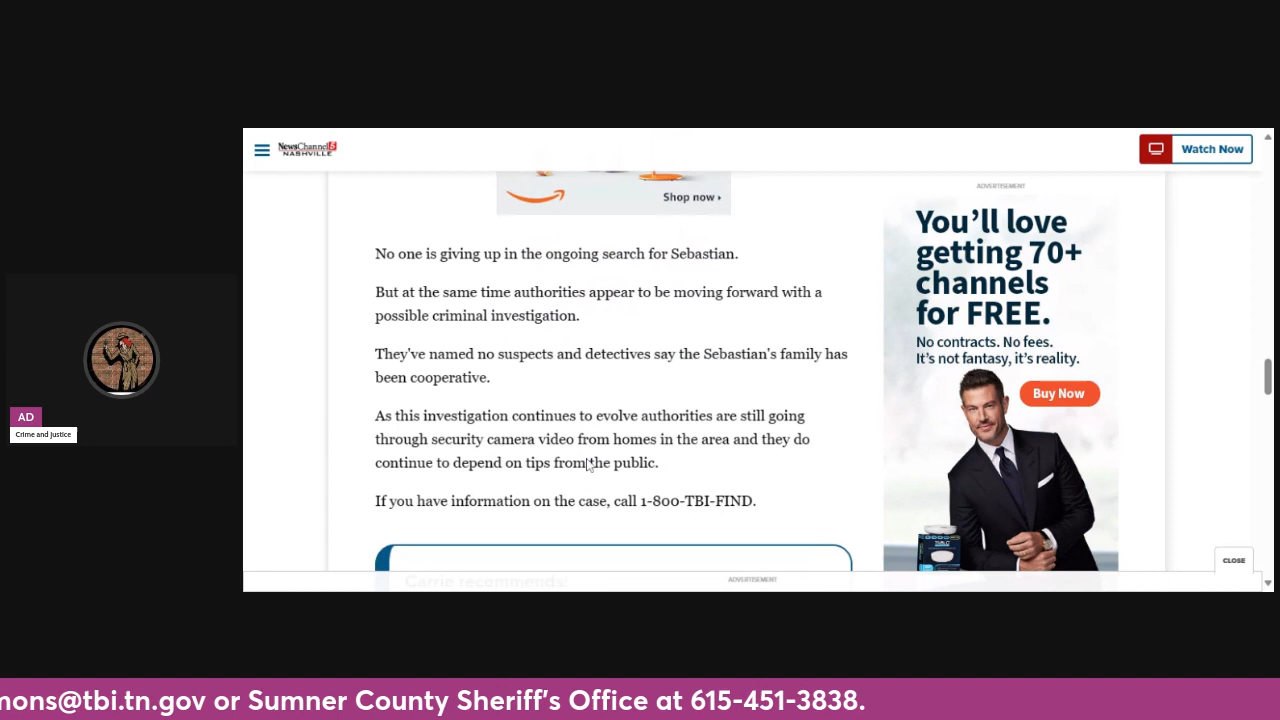 NewsChannel 5
NASHVILLE
Watch Now
Shop now ›
ADVERTISEMENT
No one is giving up in the ongoing search for Sebastian.
But at the same time authorities appear to be moving forward with a
possible criminal investigation.
They've named no suspects and detectives say the Sebastian's family has
been cooperative.
As this investigation continues to evolve authorities are still going
through security camera video from homes in the area and they do
continue to depend on tips from the public.
If you have information on the case, call 1-800-TBI-FIND.
Carrie recommends:
You'll love
getting 70+
channels
for FREE.
No contracts. No fees.
It's not fantasy, it's reality.
Buy Now
CLOSE
ADVERTISEMENT
AD
Crime and Justice
mons@tbi.tn.gov or Sumner County Sheriff's Office at 615-451-3838.